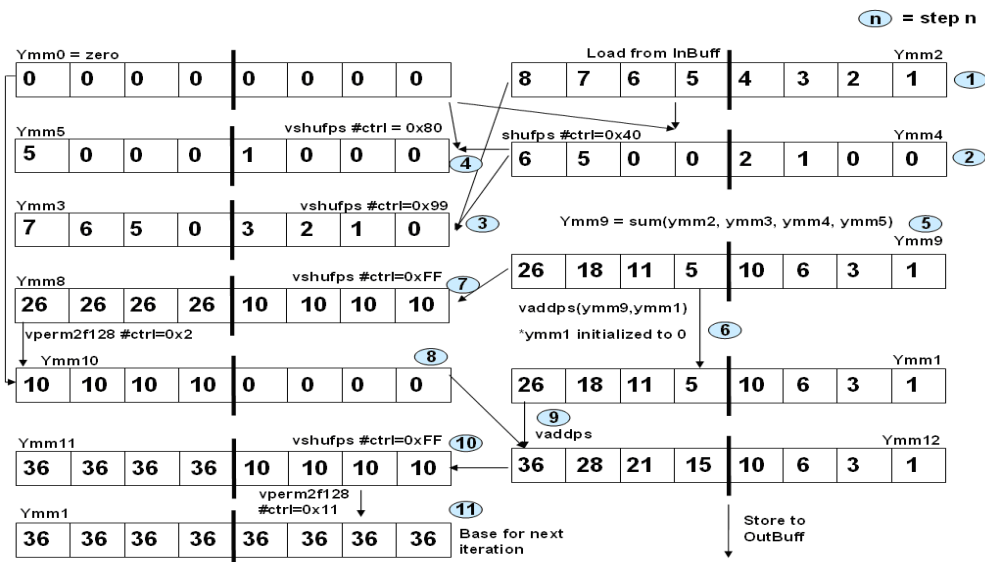 n = step n
Ymm0 = zero
0 0 0 0 0 0 0 0
Load from InBuff
Ymm2
8 7 6 5 4 3 2 1
1
Ymm5
vshufps #ctrl = 0x80
5 0 0 0 1 0 0 0
4
shufps #ctrl=0x40
Ymm4
6 5 0 0 2 1 0 0
2
Ymm3
vshufps #ctrl=0x99
7 6 5 0 3 2 1 0
3
Ymm9 = sum(ymm2, ymm3, ymm4, ymm5)
5
Ymm9
26 18 11 5 10 6 3 1
Ymm8
vshufps #ctrl=0xFF
7
26 26 26 26 10 10 10 10
vaddps(ymm9,ymm1)
*ymm1 initialized to 0
6
vperm2f128 #ctrl=0x2
Ymm10
8
10 10 10 10 0 0 0 0
Ymm1
26 18 11 5 10 6 3 1
9
vaddps
Ymm11
vshufps #ctrl=0xFF
10
36 36 36 36 10 10 10 10
Ymm12
36 28 21 15 10 6 3 1
vperm2f128
#ctrl=0x11
11
Ymm1
36 36 36 36 36 36 36 36
Base for next
iteration
Store to
OutBuff